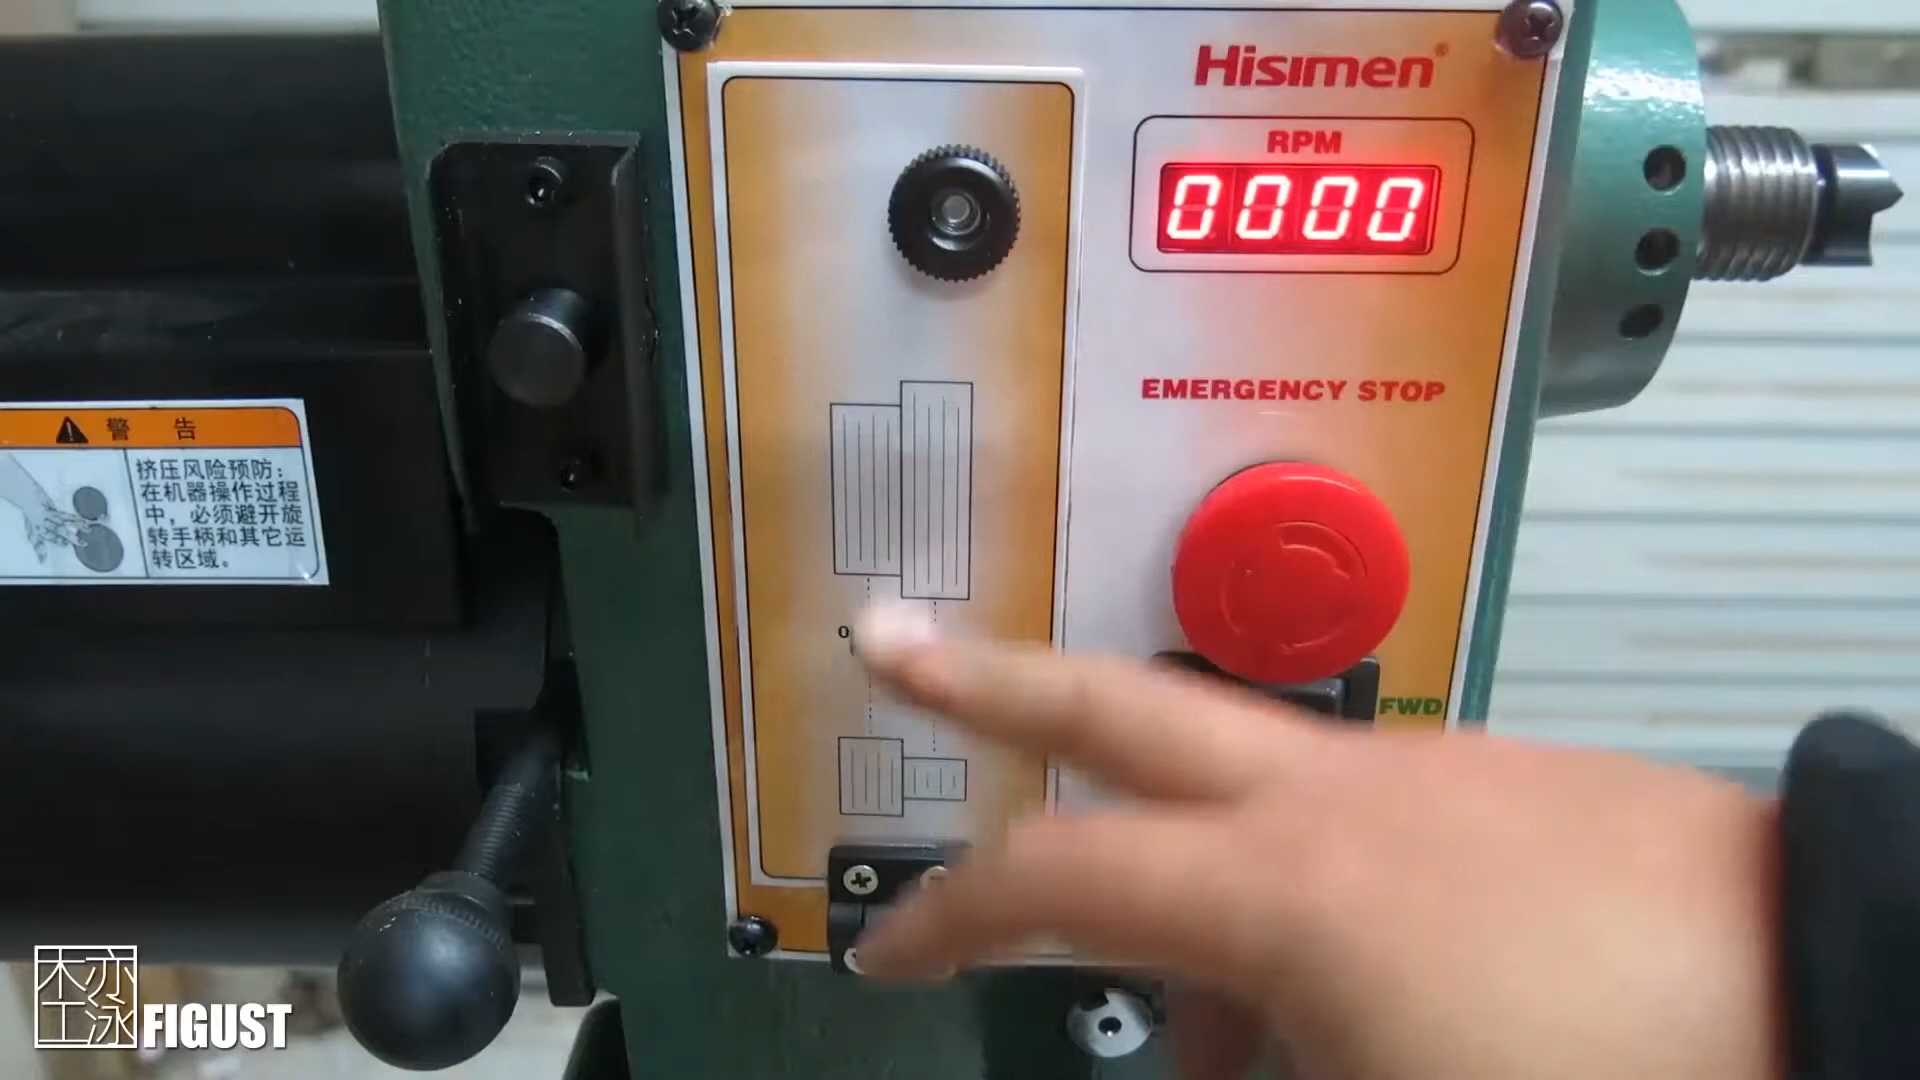 Hisimen®
RPM
0000
EMERGENCY STOP
FWD
警 告
挤压风险预防：
在机器操作过程
中，必须避开旋
转手柄和其它运
转区域。
木亦
工泳
FIGUST